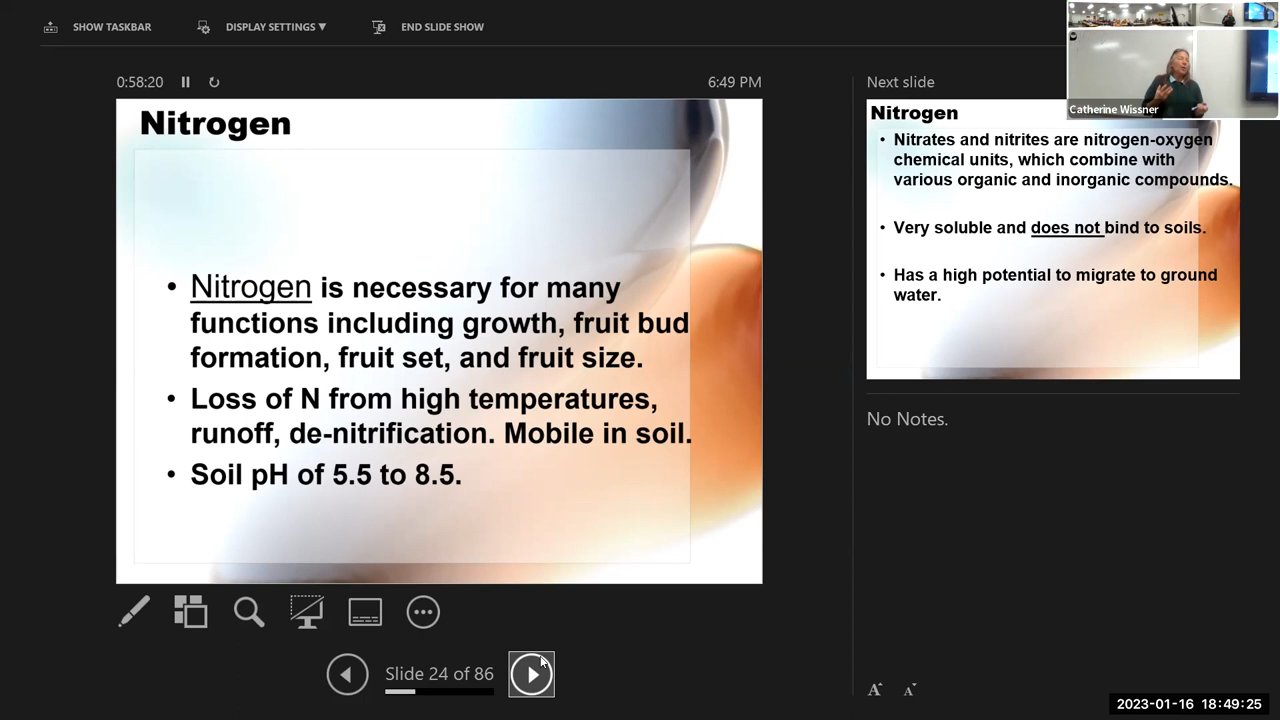 SHOW TASKBAR
DISPLAY SETTINGS ▼
END SLIDE SHOW
0:58:20
6:49 PM
Nitrogen
• Nitrogen is necessary for many
functions including growth, fruit bud
formation, fruit set, and fruit size.
• Loss of N from high temperatures,
runoff, de-nitrification. Mobile in soil.
• Soil pH of 5.5 to 8.5.
Slide 24 of 86
Next slide
Catherine Wissner
Nitrogen
• Nitrates and nitrites are nitrogen-oxygen
chemical units, which combine with
various organic and inorganic compounds.
• Very soluble and does not bind to soils.
• Has a high potential to migrate to ground
water.
No Notes.
A A
2023-01-16 18:49:25